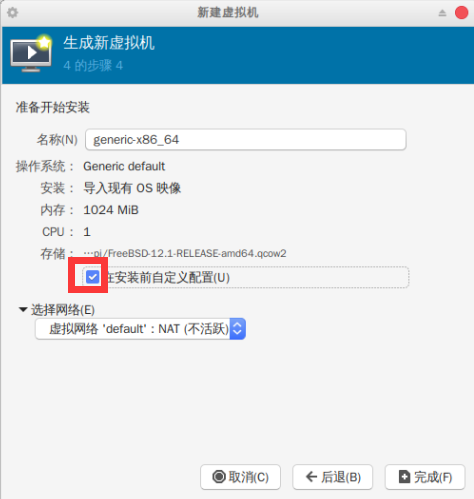 新建虚拟机
生成新虚拟机
4 的步骤 4
准备开始安装
名称(N) generic-x86_64
操作系统： Generic default
安装： 导入现有 OS 映像
内存： 1024 MiB
CPU： 1
存储： …pi/FreeBSD-12.1-RELEASE-amd64.qcow2
在安装前自定义配置(U)
选择网络(E)
虚拟网络 'default' : NAT (不活跃)
取消(C) 后退(B) 完成(F)